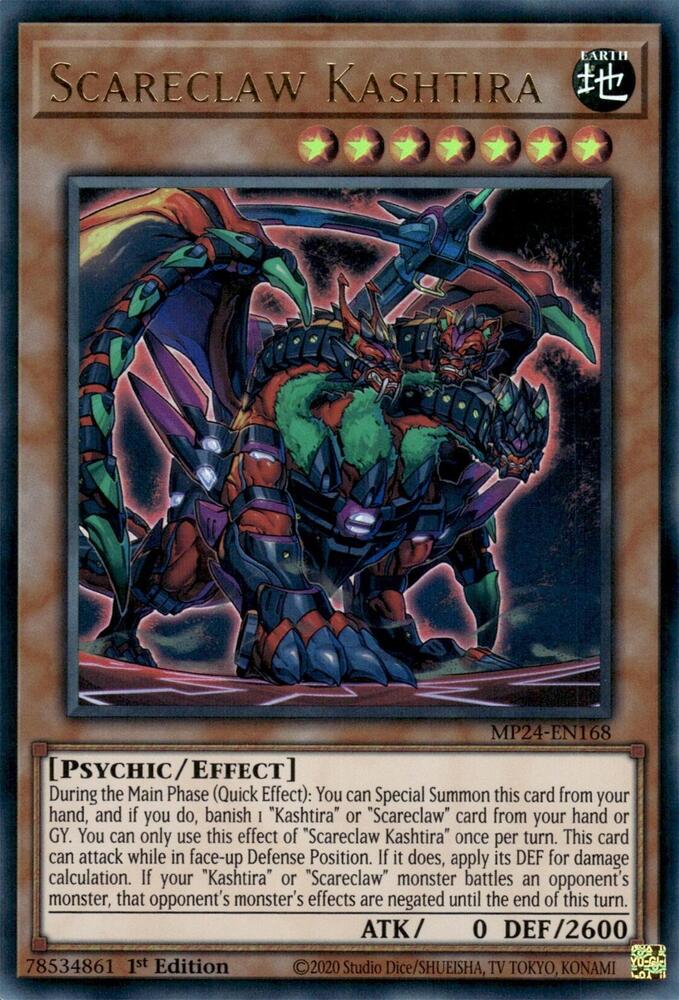 SCARECLAW KASHTIRA
EARTH
地
MP24-EN168
[PSYCHIC/EFFECT]
During the Main Phase (Quick Effect): You can Special Summon this card from your
hand, and if you do, banish 1 "Kashtira" or "Scareclaw" card from your hand or
GY. You can only use this effect of "Scareclaw Kashtira" once per turn. This card
can attack while in face-up Defense Position. If it does, apply its DEF for damage
calculation. If your "Kashtira" or "Scareclaw" monster battles an opponent's
monster, that opponent's monster's effects are negated until the end of this turn.
ATK/ 0 DEF/2600
78534861 1st Edition ©2020 Studio Dice/SHUEISHA, TV TOKYO, KONAMI